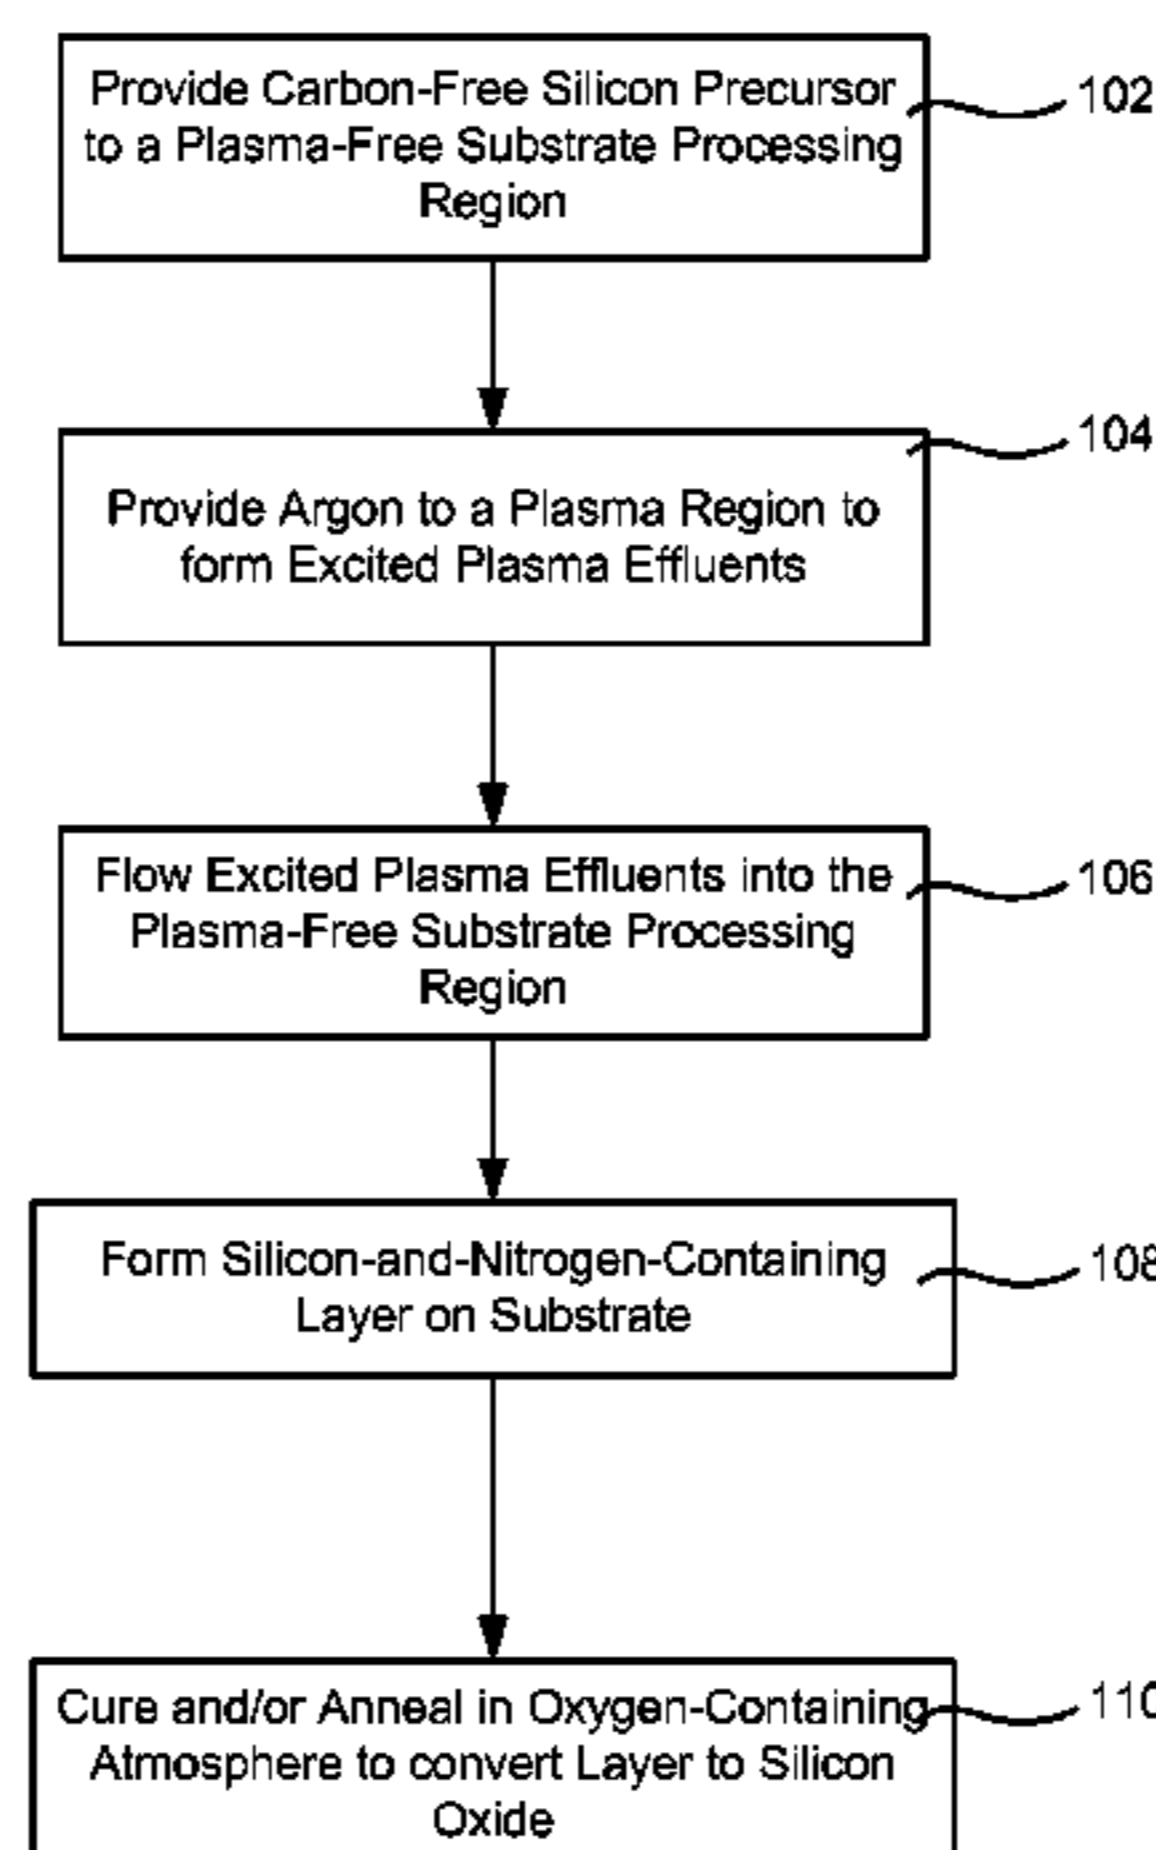 Provide Carbon-Free Silicon Precursor
to a Plasma-Free Substrate Processing
Region
102
Provide Argon to a Plasma Region to
form Excited Plasma Effluents
104
Flow Excited Plasma Effluents into the
Plasma-Free Substrate Processing
Region
106
Form Silicon-and-Nitrogen-Containing
Layer on Substrate
108
Cure and/or Anneal in Oxygen-Containing
Atmosphere to convert Layer to Silicon
Oxide
110